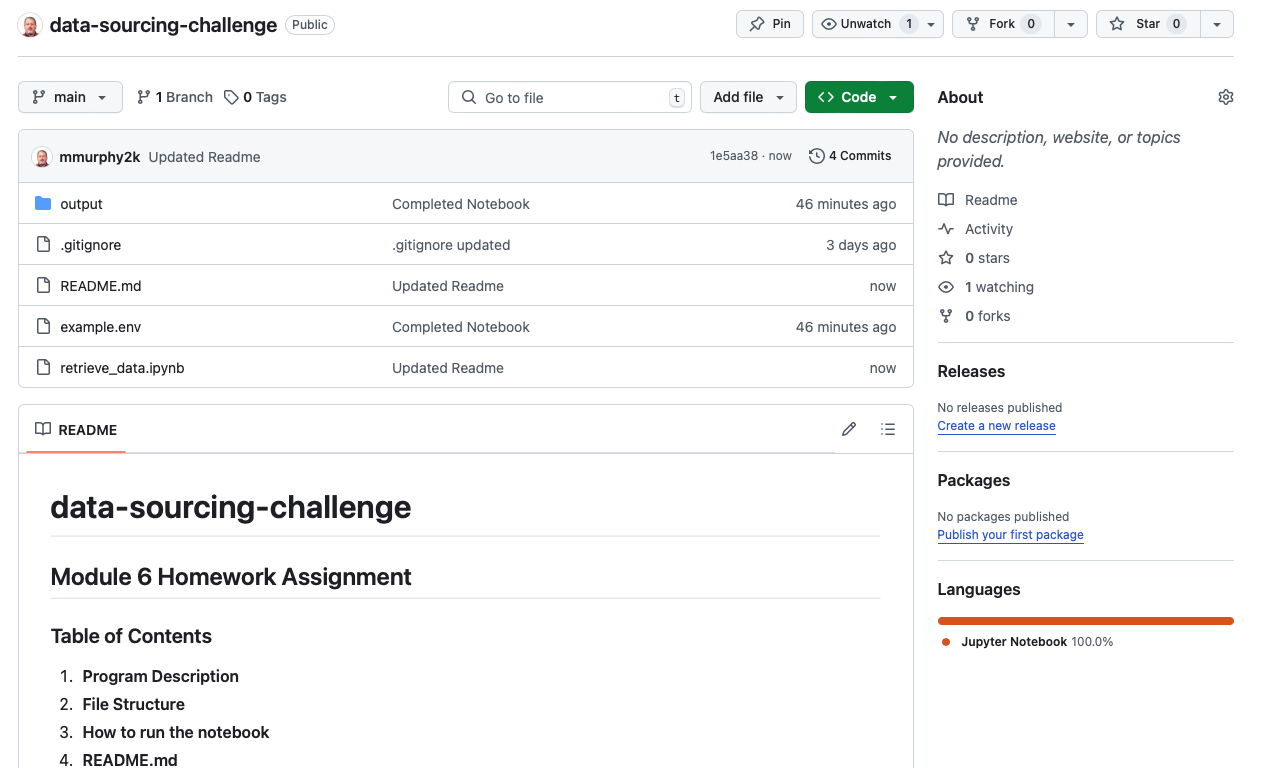 data-sourcing-challenge Public Pin Unwatch 1 Fork 0 Star 0
main 1 Branch 0 Tags Go to file t Add file Code
mmurphy2k Updated Readme 1e5aa38 · now 4 Commits
output Completed Notebook 46 minutes ago
.gitignore .gitignore updated 3 days ago
README.md Updated Readme now
example.env Completed Notebook 46 minutes ago
retrieve_data.ipynb Updated Readme now
README
data-sourcing-challenge
Module 6 Homework Assignment
Table of Contents
1. Program Description
2. File Structure
3. How to run the notebook
4. README.md
About
No description, website, or topics
provided.
Readme
Activity
0 stars
1 watching
0 forks
Releases
No releases published
Create a new release
Packages
No packages published
Publish your first package
Languages
Jupyter Notebook 100.0%